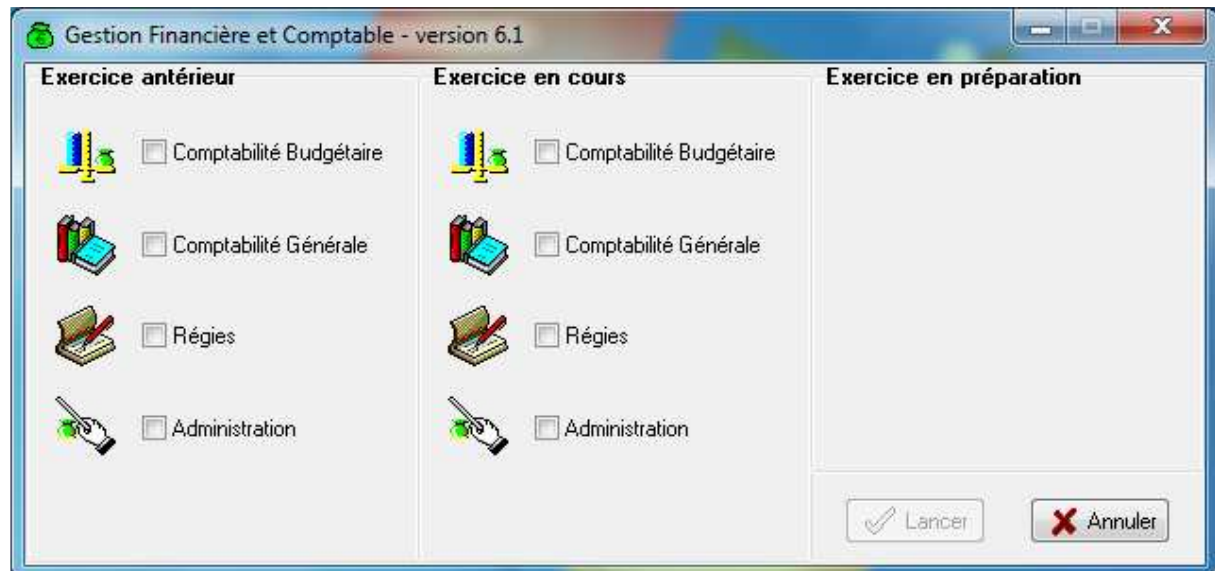 Gestion Financière et Comptable - version 6.1
Exercice antérieur
Comptabilité Budgétaire
Comptabilité Générale
Régies
Administration
Exercice en cours
Comptabilité Budgétaire
Comptabilité Générale
Régies
Administration
Exercice en préparation
Lancer
Annuler